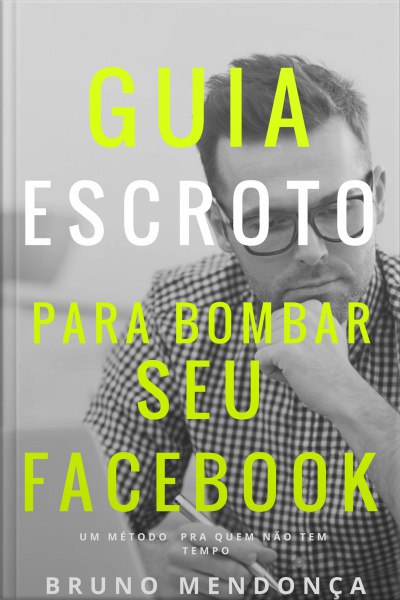 GUIA
ESCROTO
PARA BOMBAR
SEU
FACEBOOK
UM MÉTODO PRA QUEM NÃO TEM
TEMPO
BRUNO MENDONÇA